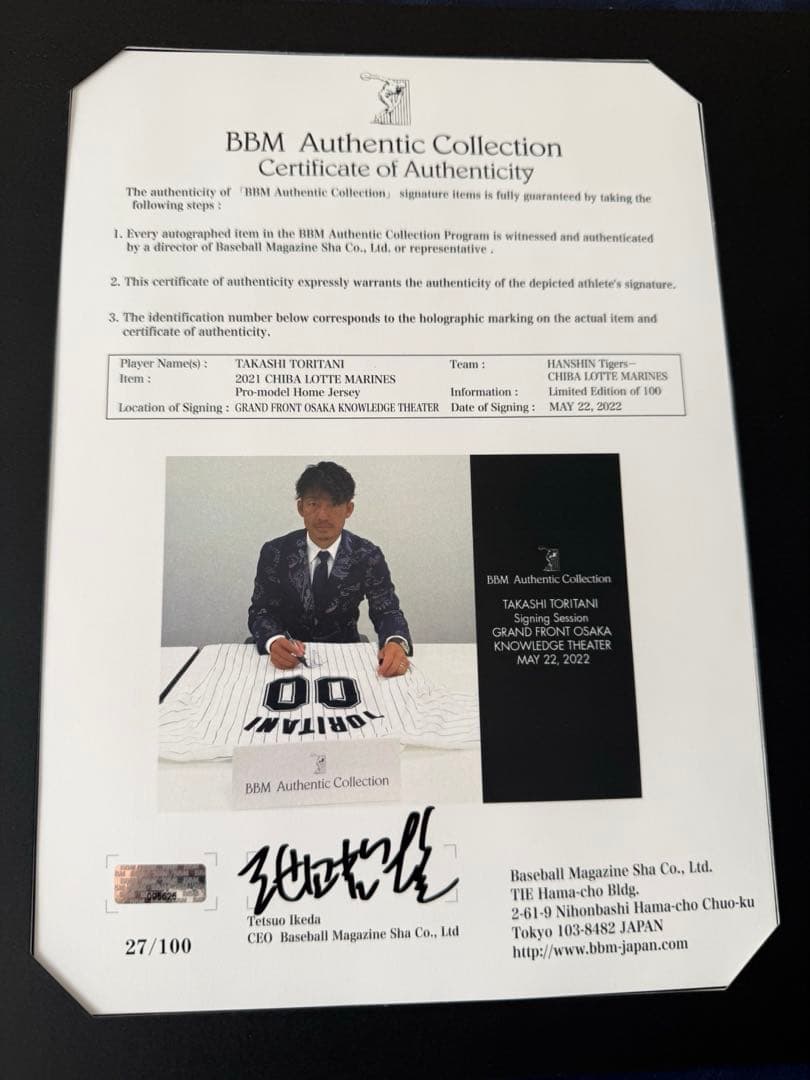 BBM Authentic Collection
Certificate of Authenticity
The authenticity of 「BBM Authentic Collection」 signature items is fully guaranteed by taking the
following steps :
1. Every autographed item in the BBM Authentic Collection Program is witnessed and authenticated
by a director of Baseball Magazine Sha Co., Ltd. or representative .
2. This certificate of authenticity expressly warrants the authenticity of the depicted athlete's signature.
3. The identification number below corresponds to the holographic marking on the actual item and
certificate of authenticity.
Player Name(s) : TAKASHI TORITANI Team : HANSHIN Tigers–
CHIBA LOTTE MARINES
Item : 2021 CHIBA LOTTE MARINES
Pro-model Home Jersey Information : Limited Edition of 100
Location of Signing : GRAND FRONT OSAKA KNOWLEDGE THEATER Date of Signing : MAY 22, 2022
00
TORITANI
BBM Authentic Collection
BBM Authentic Collection
TAKASHI TORITANI
Signing Session
GRAND FRONT OSAKA
KNOWLEDGE THEATER
MAY 22, 2022
27/100
Tetsuo Ikeda
CEO Baseball Magazine Sha Co., Ltd
Baseball Magazine Sha Co., Ltd.
TIE Hama-cho Bldg.
2-61-9 Nihonbashi Hama-cho Chuo-ku
Tokyo 103-8482 JAPAN
http://www.bbm-japan.com